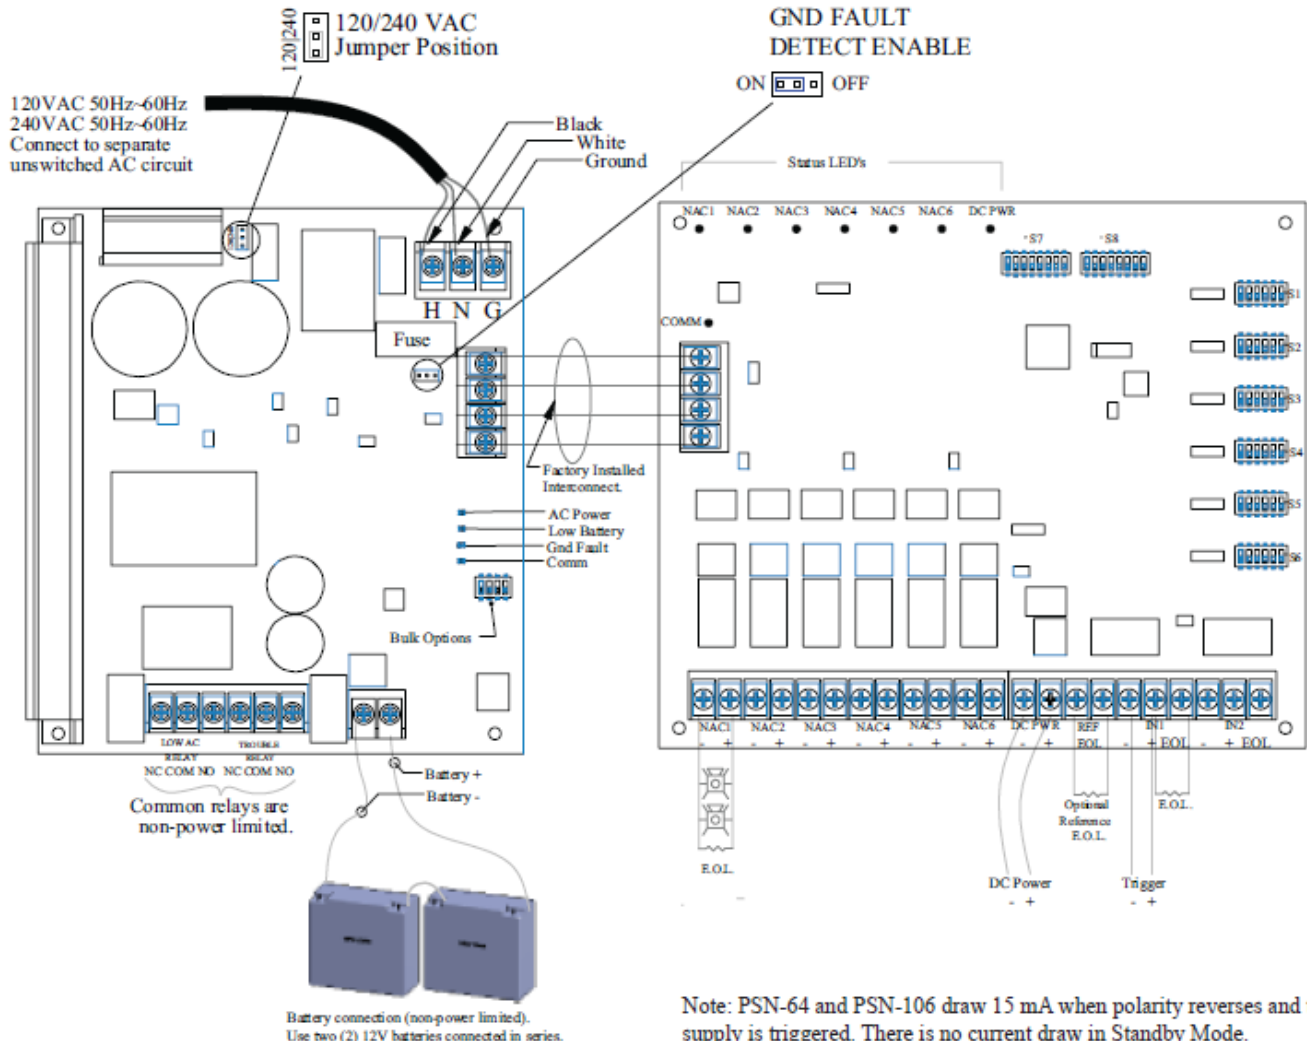 120|240
120/240 VAC
Jumper Position
GND FAULT
DETECT ENABLE
ON
OFF
120VAC 50Hz~60Hz
240VAC 50Hz~60Hz
Connect to separate
unswitched AC circuit
Black
White
Ground
Status LED's
NAC1 NAC2 NAC3 NAC4 NAC5 NAC6 DC PWR
S7
S8
S1
H N G
COMM
Fuse
S2
S3
S4
Factory Installed
Interconnect.
S5
AC Power
Low Battery
Gnd Fault
Comm
S6
Bulk Options
NAC1 NAC2 NAC3 NAC4 NAC5 NAC6 DC PWR REF IN1 IN2
- + - + - + - + - + - + - + EOL - + EOL - + EOL
LOW AC TROUBLE
RELAY RELAY
NC COM NO NC COM NO
Common relays are
non-power limited.
Battery +
Battery -
Optional
Reference
E.O.L.
E.O.L.
E.O.L.
DC Power
- +
Trigger
- +
Battery connection (non-power limited).
Use two (2) 12V batteries connected in series.
Note: PSN-64 and PSN-106 draw 15 mA when polarity reverses and
supply is triggered. There is no current draw in Standby Mode.